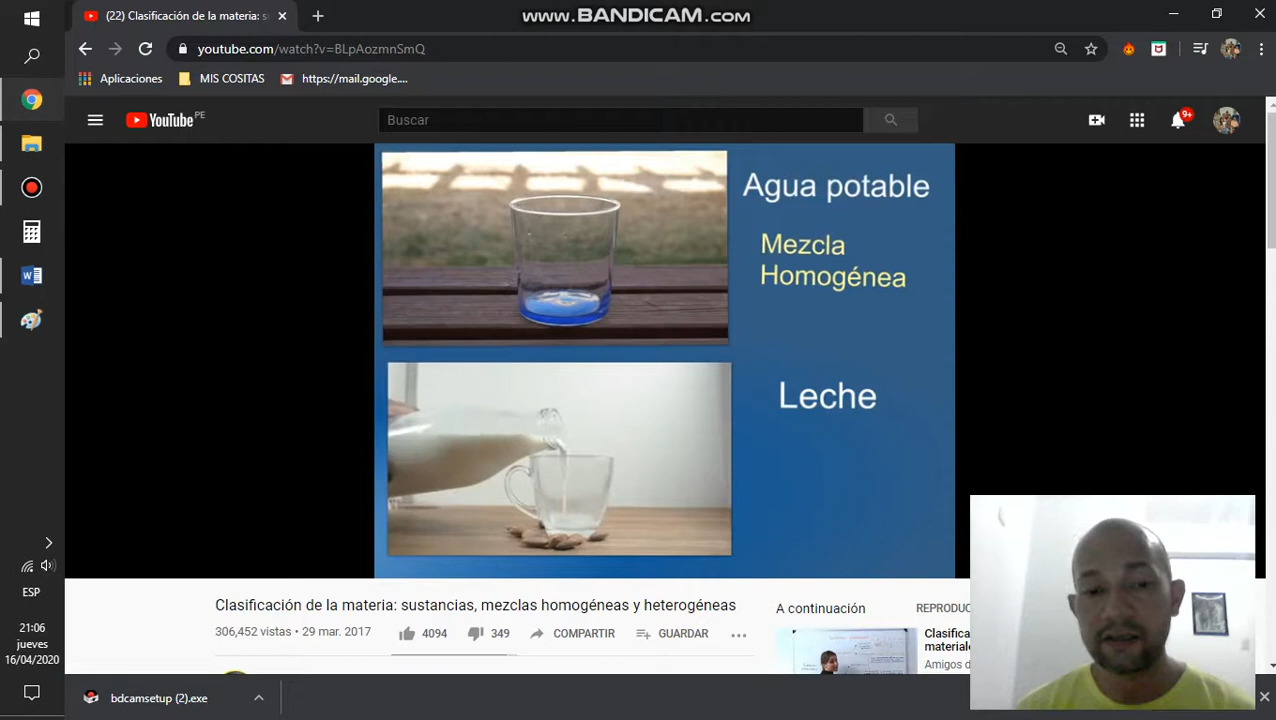 www.BANDICAM.com
(22) Clasificación de la materia: s
youtube.com/watch?v=BLpAozmnSmQ
Aplicaciones
MIS COSITAS
https://mail.google....
YouTube PE
Buscar
9+
Agua potable
Mezcla
Homogénea
Leche
ESP
21:06
jueves
16/04/2020
Clasificación de la materia: sustancias, mezclas homogéneas y heterogéneas
306,452 vistas • 29 mar. 2017
4094
349
COMPARTIR
GUARDAR
A continuación
REPRODUC
Clasifica
material
Amigos d
bdcamsetup (2).exe